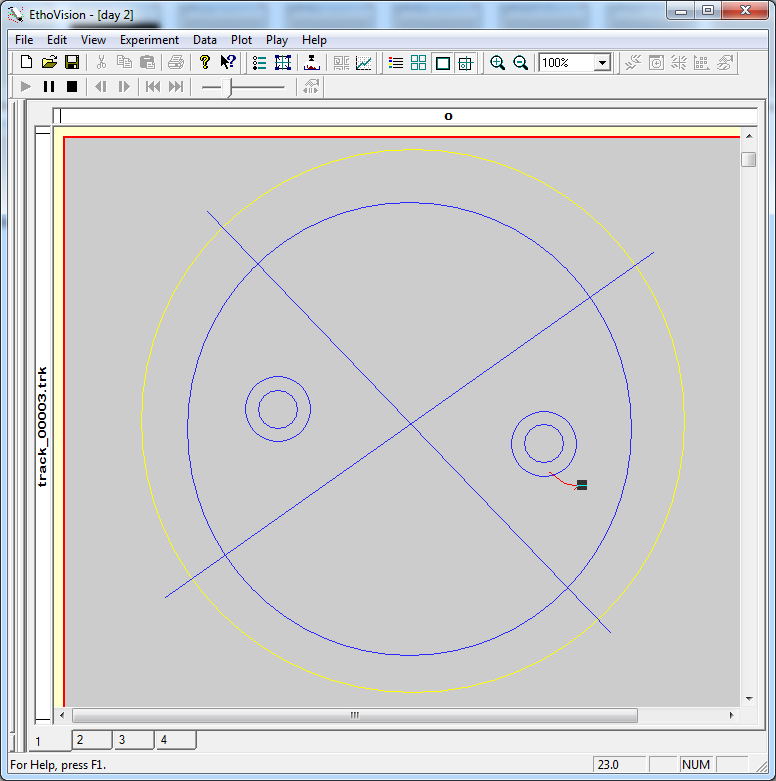 EthoVision - [day 2]
File Edit View Experiment Data Plot Play Help
100%
o
track_00003.trk
1 2 3 4
For Help, press F1. 23.0 NUM